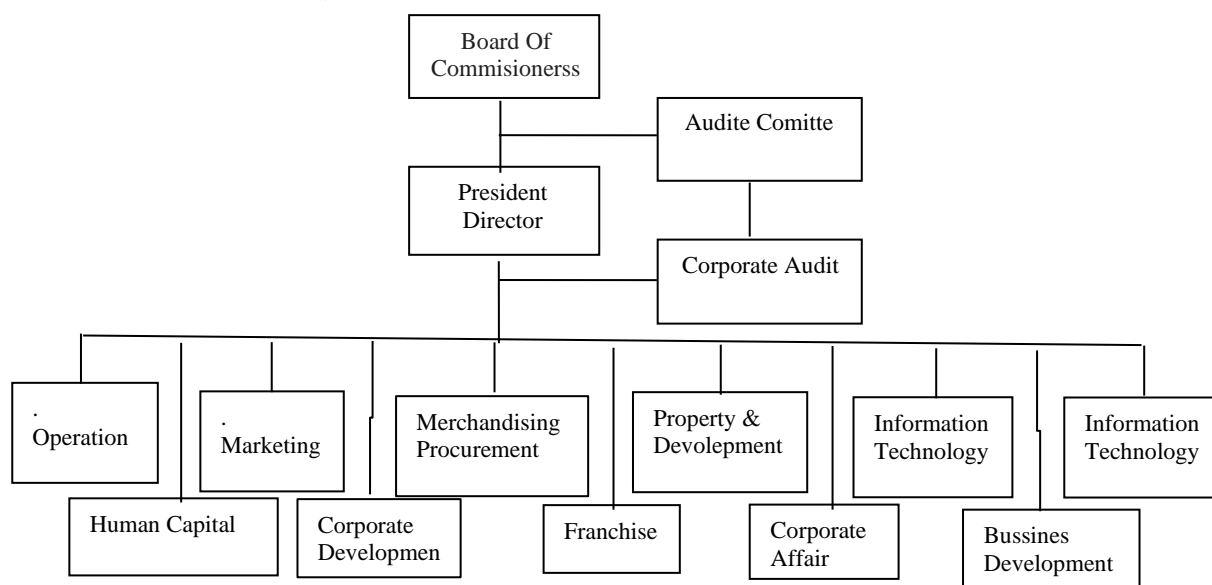 Board Of
Commisionerss
Audite Comitte
President
Director
Corporate Audit
.
Operation
.
Marketing
Merchandising
Procurement
Property &
Devolepment
Information
Technology
Information
Technology
Human Capital
Corporate
Developmen
Franchise
Corporate
Affair
Bussines
Development